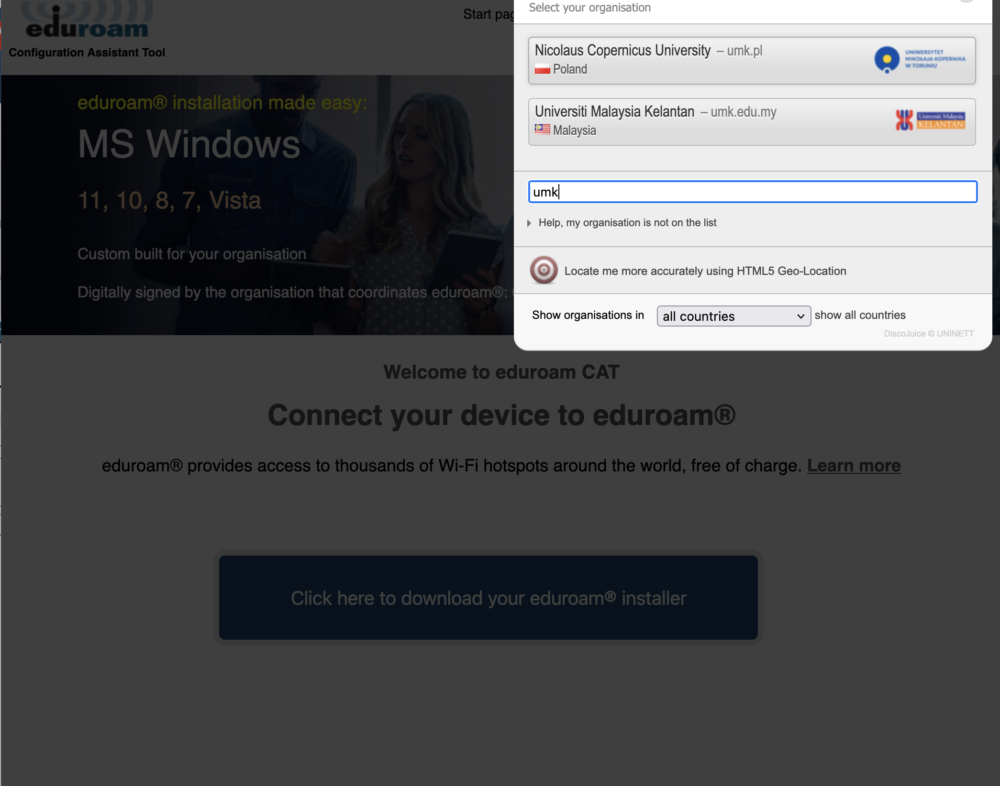 eduroam
Configuration Assistant Tool
Start
eduroam® installation made easy:
MS Windows
11, 10, 8, 7, Vista
Custom built for your organisation
Digitally signed by the organisation that coordinates eduroam®:
Select your organisation
Nicolaus Copernicus University – umk.pl
Poland
UNIWERSYTET
MIKOŁAJA KOPERNIKA
W TORUNIU
Universiti Malaysia Kelantan – umk.edu.my
Malaysia
Universiti Malaysia
KELANTAN
umk
Help, my organisation is not on the list
Locate me more accurately using HTML5 Geo-Location
Show organisations in all countries show all countries
DiscoJuice © UNINETT
Welcome to eduroam CAT
Connect your device to eduroam®
eduroam® provides access to thousands of Wi-Fi hotspots around the world, free of charge. Learn more
Click here to download your eduroam® installer